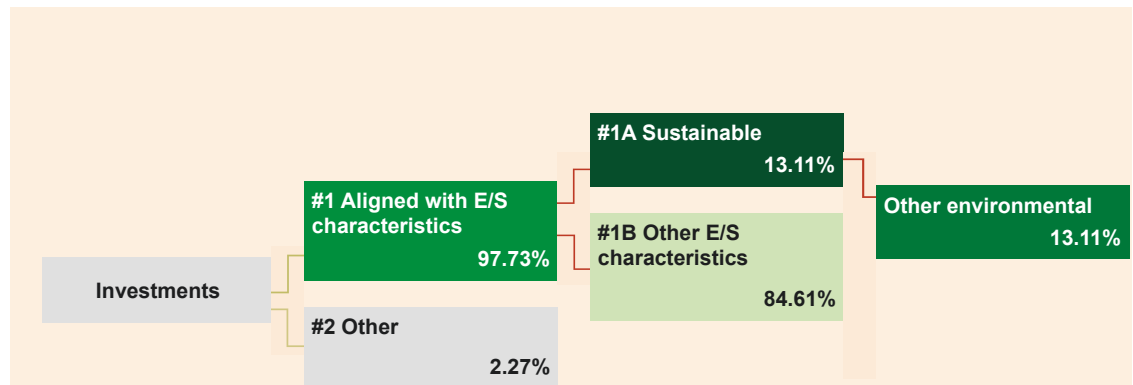 Investments
#1 Aligned with E/S
characteristics
97.73%
#2 Other
2.27%
#1A Sustainable
13.11%
#1B Other E/S
characteristics
84.61%
Other environmental
13.11%